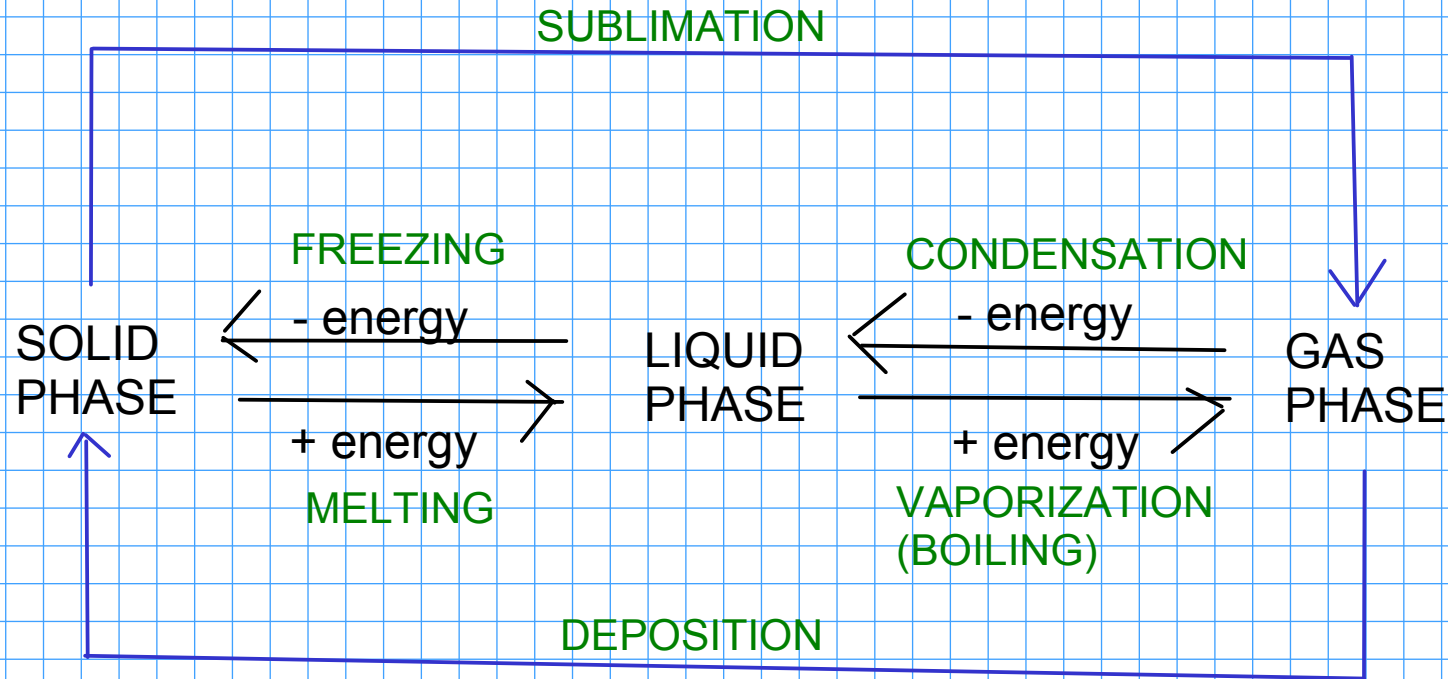 SUBLIMATION
FREEZING
CONDENSATION
- energy
- energy
SOLID
PHASE
LIQUID
PHASE
GAS
PHASE
+ energy
+ energy
MELTING
VAPORIZATION
(BOILING)
DEPOSITION